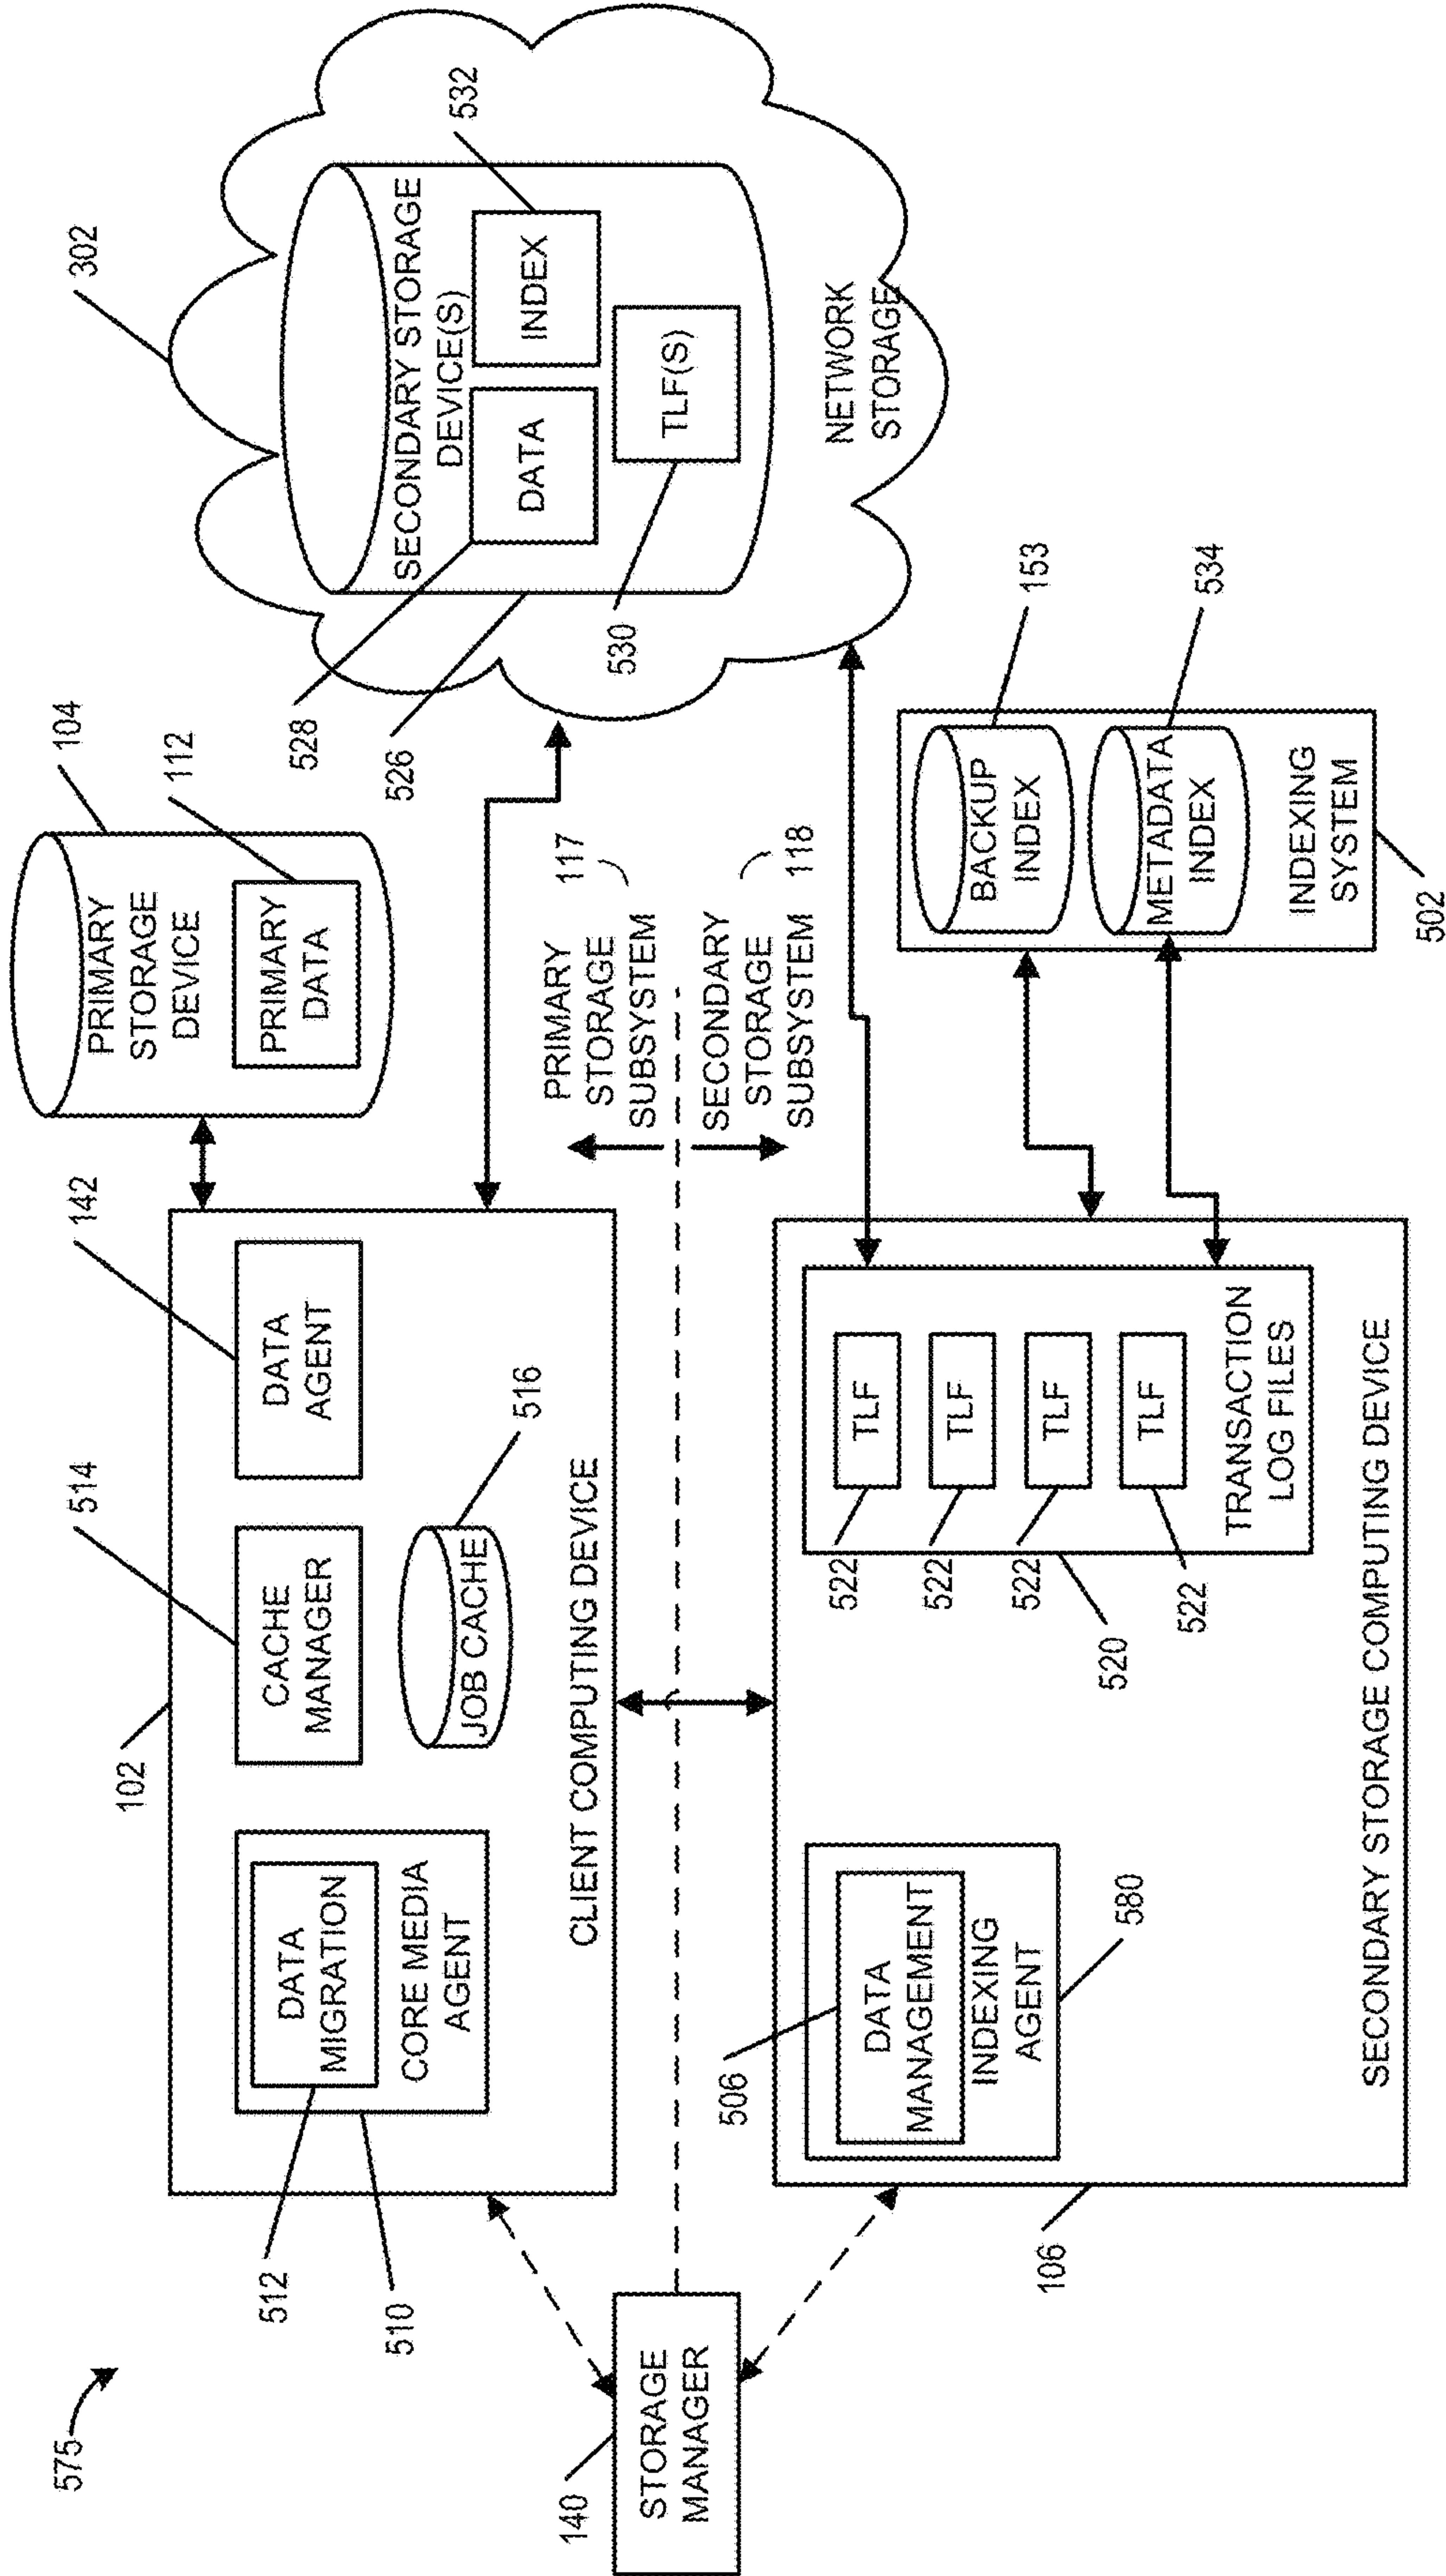 575
102
514
142
104
112
302
532
528
526
530
PRIMARY
STORAGE
DEVICE
PRIMARY
DATA
SECONDARY STORAGE
DEVICE(S)
DATA
INDEX
TLF(S)
NETWORK
STORAGE
DATA
MIGRATION
CORE MEDIA
AGENT
512
510
CACHE
MANAGER
JOB CACHE
516
DATA
AGENT
CLIENT COMPUTING DEVICE
PRIMARY
STORAGE
SUBSYSTEM
117
SECONDARY
STORAGE
SUBSYSTEM
118
STORAGE
MANAGER
140
506
DATA
MANAGEMENT
INDEXING
AGENT
580
TLF
TLF
TLF
TLF
522
522
522
522
520
TRANSACTION
LOG FILES
SECONDARY STORAGE COMPUTING DEVICE
106
BACKUP
INDEX
153
METADATA
INDEX
534
INDEXING
SYSTEM
502